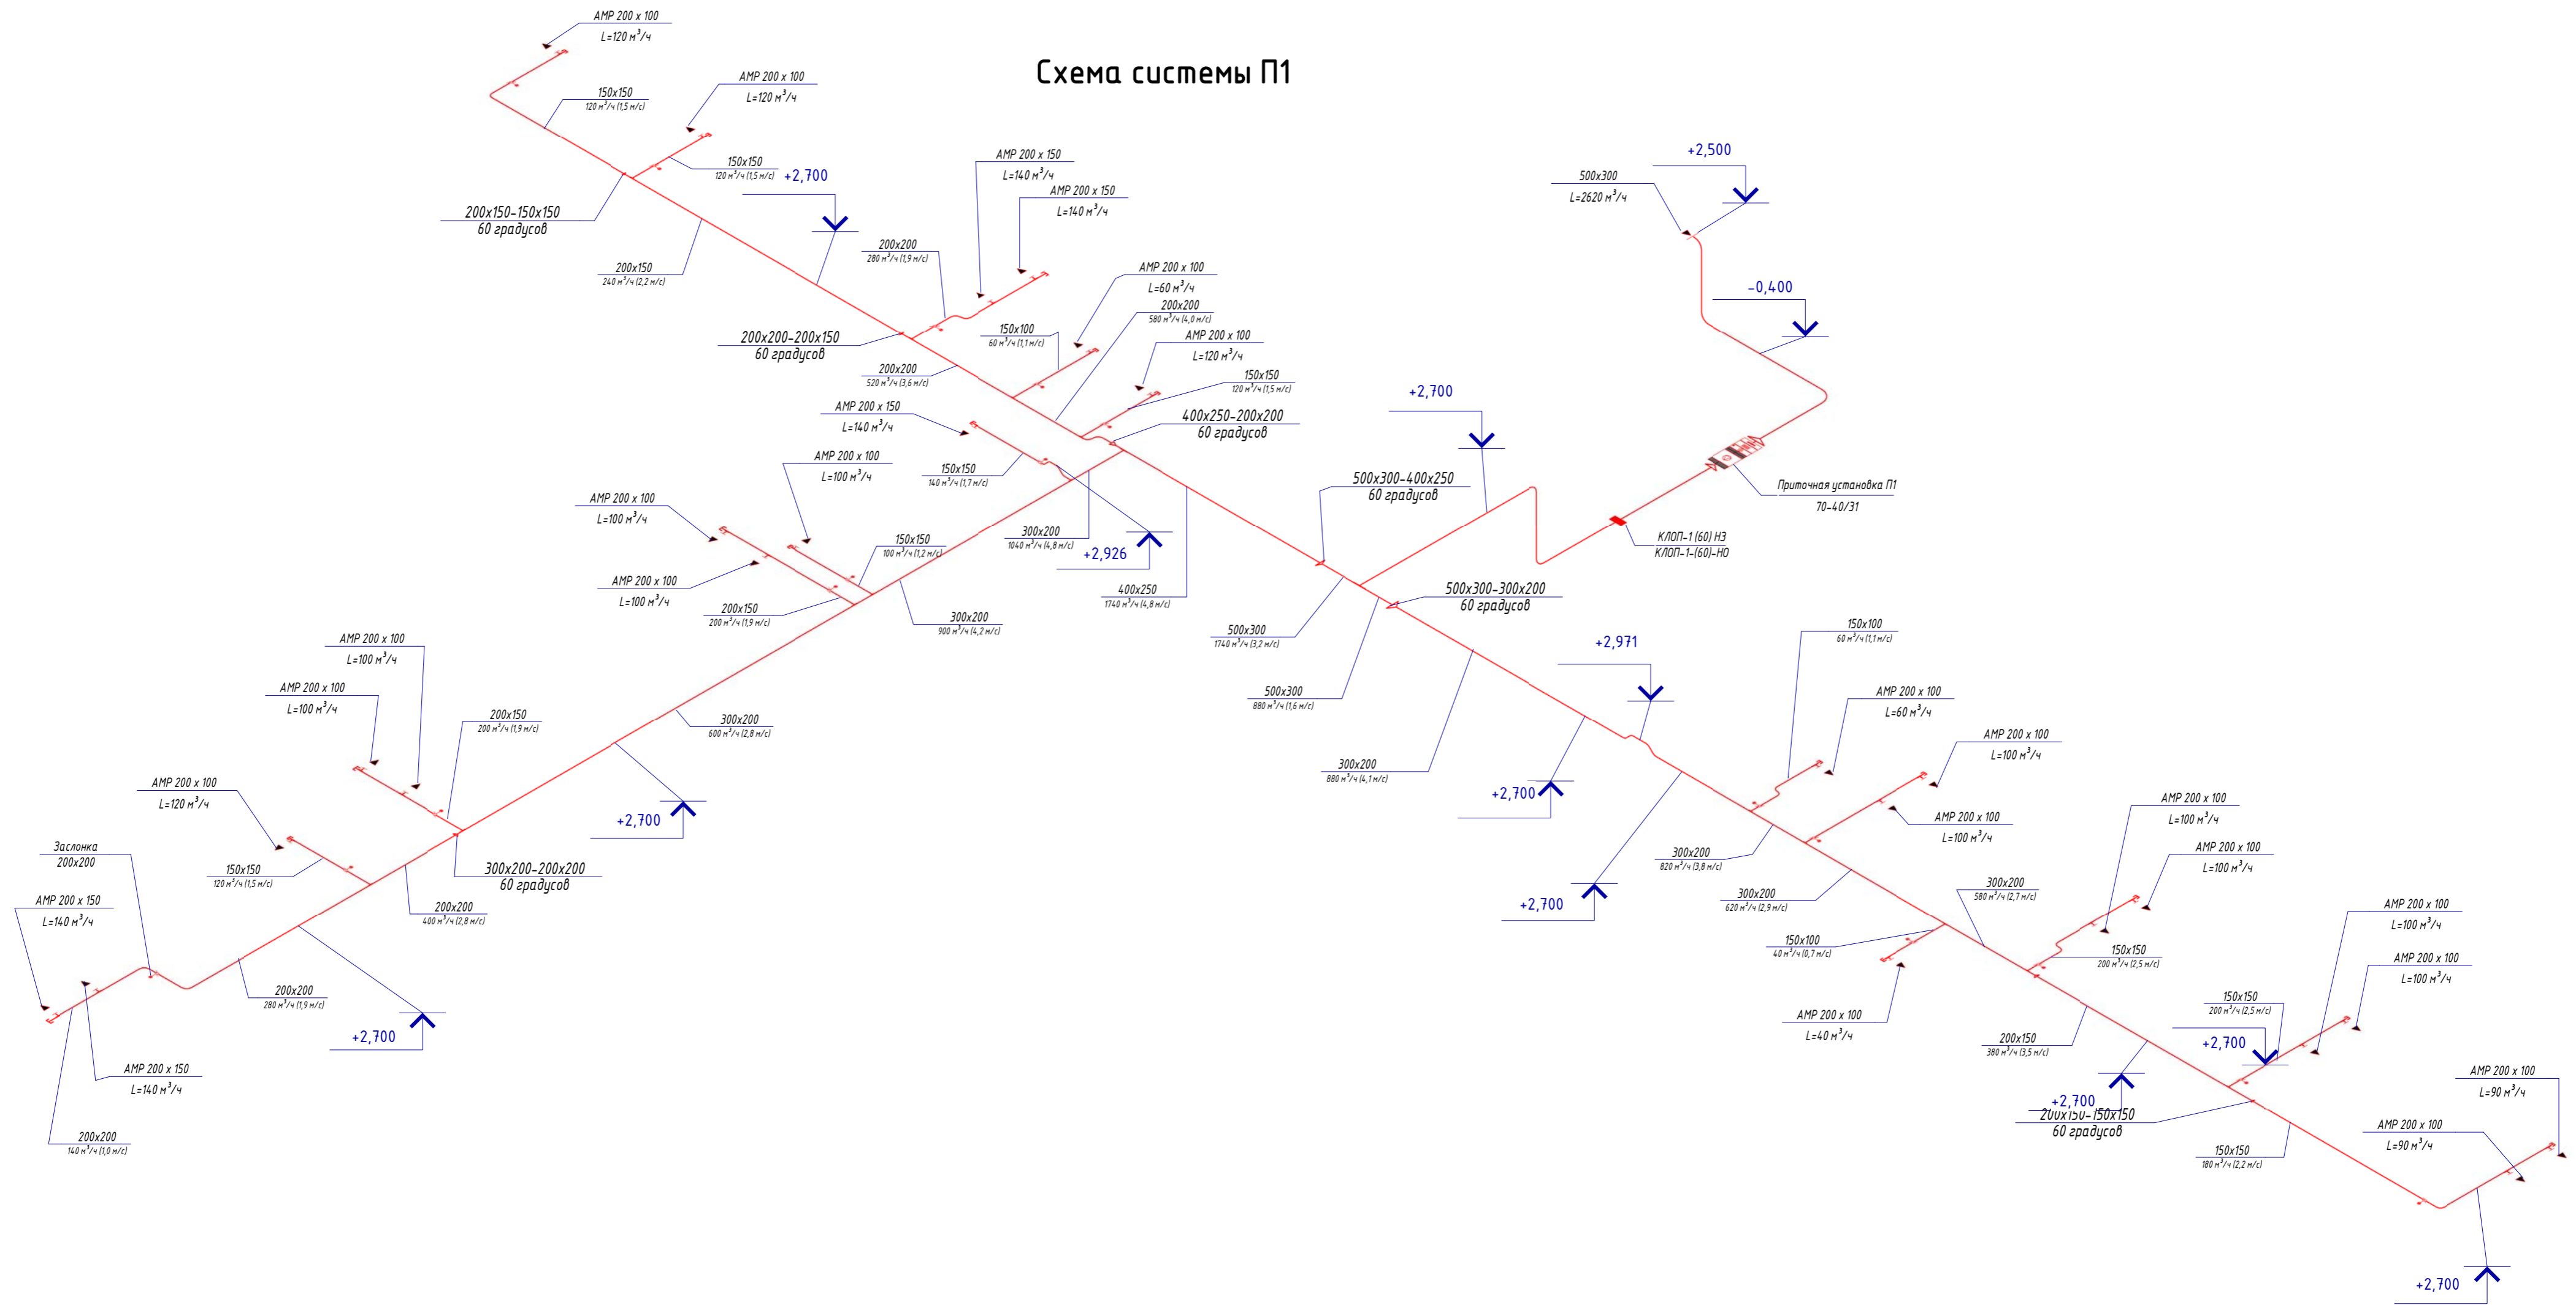 Схема системы П1
АМР 200 х 100
L=120 м³/ч
150х150
120 м³/ч (1,5 м/с)
АМР 200 х 100
L=120 м³/ч
150х150
120 м³/ч (1,5 м/с)
+2,700
200х150-150х150
60 градусов
200х150
240 м³/ч (2,2 м/с)
АМР 200 х 150
L=140 м³/ч
АМР 200 х 150
L=140 м³/ч
200х200
280 м³/ч (1,9 м/с)
АМР 200 х 100
L=60 м³/ч
200х200
580 м³/ч (4,0 м/с)
150х100
60 м³/ч (1,1 м/с)
АМР 200 х 100
L=120 м³/ч
150х150
120 м³/ч (1,5 м/с)
200х200-200х150
60 градусов
200х200
520 м³/ч (3,6 м/с)
400х250-200х200
60 градусов
+2,500
500х300
L=2620 м³/ч
-0,400
+2,700
Приточная установка П1
70-40/31
КЛОП-1 (60) НЗ
КЛОП-1-(60)-НО
АМР 200 х 150
L=140 м³/ч
150х150
140 м³/ч (1,7 м/с)
АМР 200 х 100
L=100 м³/ч
АМР 200 х 100
L=100 м³/ч
150х150
100 м³/ч (1,2 м/с)
300х200
1040 м³/ч (4,8 м/с)
+2,926
500х300-400х250
60 градусов
АМР 200 х 100
L=100 м³/ч
200х150
200 м³/ч (1,9 м/с)
300х200
900 м³/ч (4,2 м/с)
400х250
1740 м³/ч (4,8 м/с)
500х300-300х200
60 градусов
500х300
1740 м³/ч (3,2 м/с)
500х300
880 м³/ч (1,6 м/с)
+2,971
300х200
880 м³/ч (4,1 м/с)
+2,700
+2,700
150х100
60 м³/ч (1,1 м/с)
АМР 200 х 100
L=60 м³/ч
АМР 200 х 100
L=100 м³/ч
АМР 200 х 100
L=100 м³/ч
АМР 200 х 100
L=100 м³/ч
АМР 200 х 100
L=100 м³/ч
200х150
200 м³/ч (1,9 м/с)
300х200
600 м³/ч (2,8 м/с)
+2,700
АМР 200 х 100
L=120 м³/ч
Заслонка
200х200
150х150
120 м³/ч (1,5 м/с)
300х200-200х200
60 градусов
АМР 200 х 150
L=140 м³/ч
200х200
400 м³/ч (2,8 м/с)
200х200
280 м³/ч (1,9 м/с)
+2,700
АМР 200 х 150
L=140 м³/ч
200х200
140 м³/ч (1,0 м/с)
300х200
820 м³/ч (3,8 м/с)
300х200
620 м³/ч (2,9 м/с)
150х100
40 м³/ч (0,7 м/с)
АМР 200 х 100
L=40 м³/ч
300х200
580 м³/ч (2,7 м/с)
АМР 200 х 100
L=100 м³/ч
АМР 200 х 100
L=100 м³/ч
150х150
200 м³/ч (2,5 м/с)
200х150
380 м³/ч (3,5 м/с)
АМР 200 х 100
L=100 м³/ч
АМР 200 х 100
L=100 м³/ч
150х150
200 м³/ч (2,5 м/с)
+2,700
+2,700
200х150-150х150
60 градусов
150х150
180 м³/ч (2,2 м/с)
АМР 200 х 100
L=90 м³/ч
АМР 200 х 100
L=90 м³/ч
+2,700